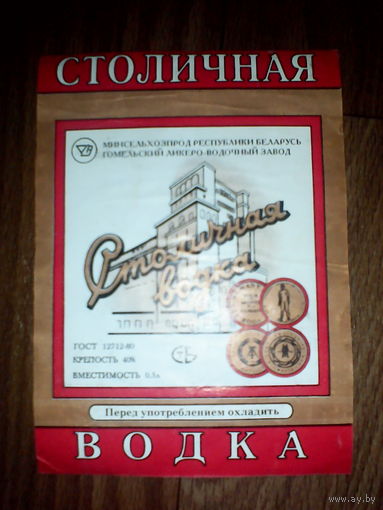 СТОЛИЧНАЯ
МИНСЕЛЬХОЗПРОД РЕСПУБЛИКИ БЕЛАРУСЬ
ГОМЕЛЬСКИЙ ЛИКЕРО-ВОДОЧНЫЙ ЗАВОД
Столичная
водка
ГОСТ 12712-80
КРЕПОСТЬ 40%
ВМЕСТИМОСТЬ 0,5л
Перед употреблением охладить
ВОДКА
www.ay.by